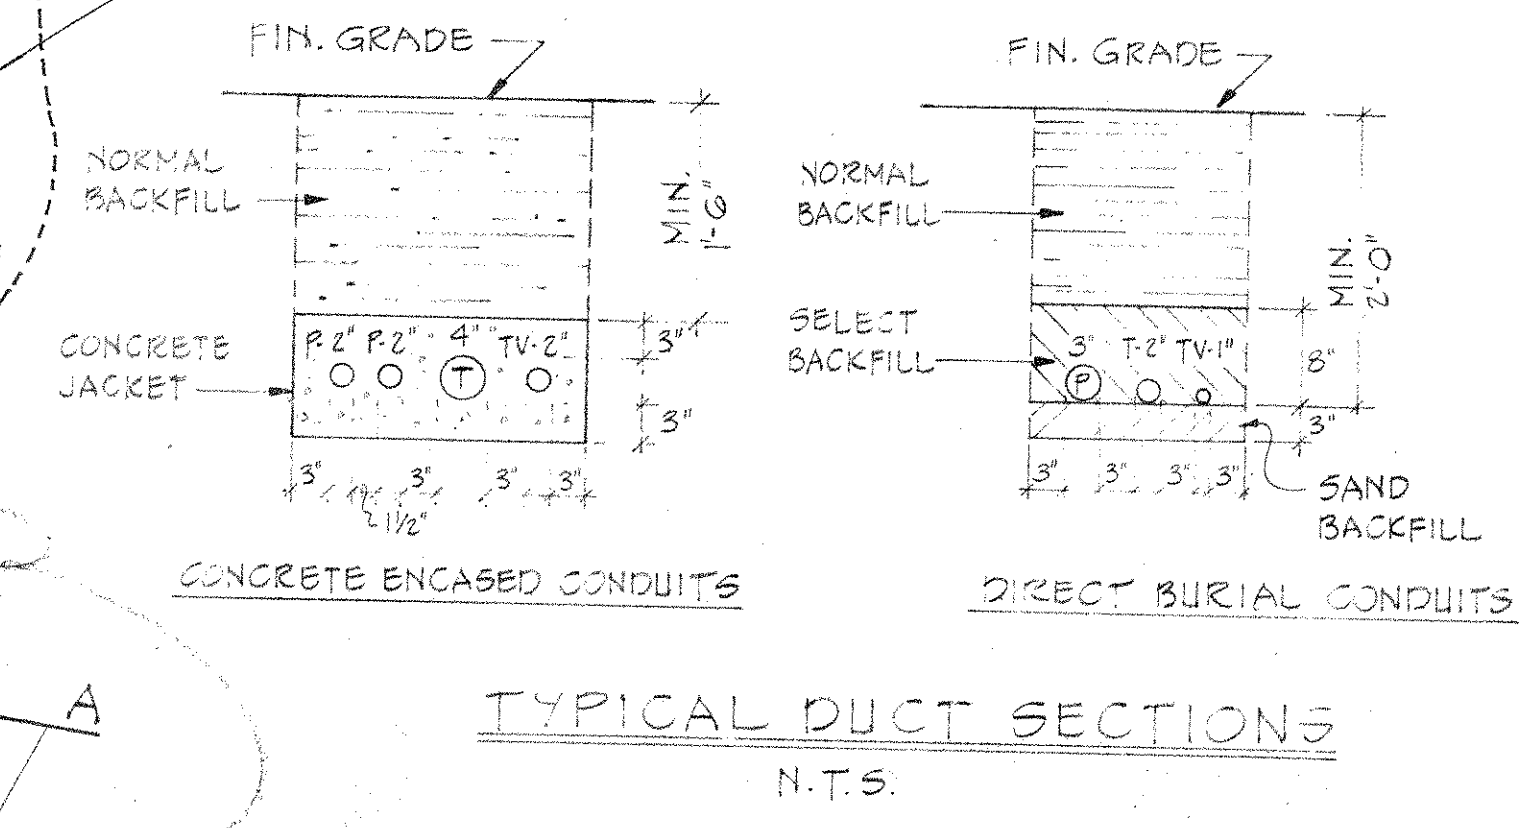 FIN. GRADE
NORMAL
BACKFILL
MIN.
1'-6"
CONCRETE
JACKET
P-2" P-2" 4" TV-2"
T
3"
3"
3" 3" 3" 3"
1 1/2"
CONCRETE ENCASED CONDUITS
FIN. GRADE
NORMAL
BACKFILL
MIN.
2'-0"
SELECT
BACKFILL
3" T-2" TV-1"
P
8"
3"
3" 3" 3" 3"
SAND
BACKFILL
DIRECT BURIAL CONDUITS
A
TYPICAL DUCT SECTIONS
N.T.S.